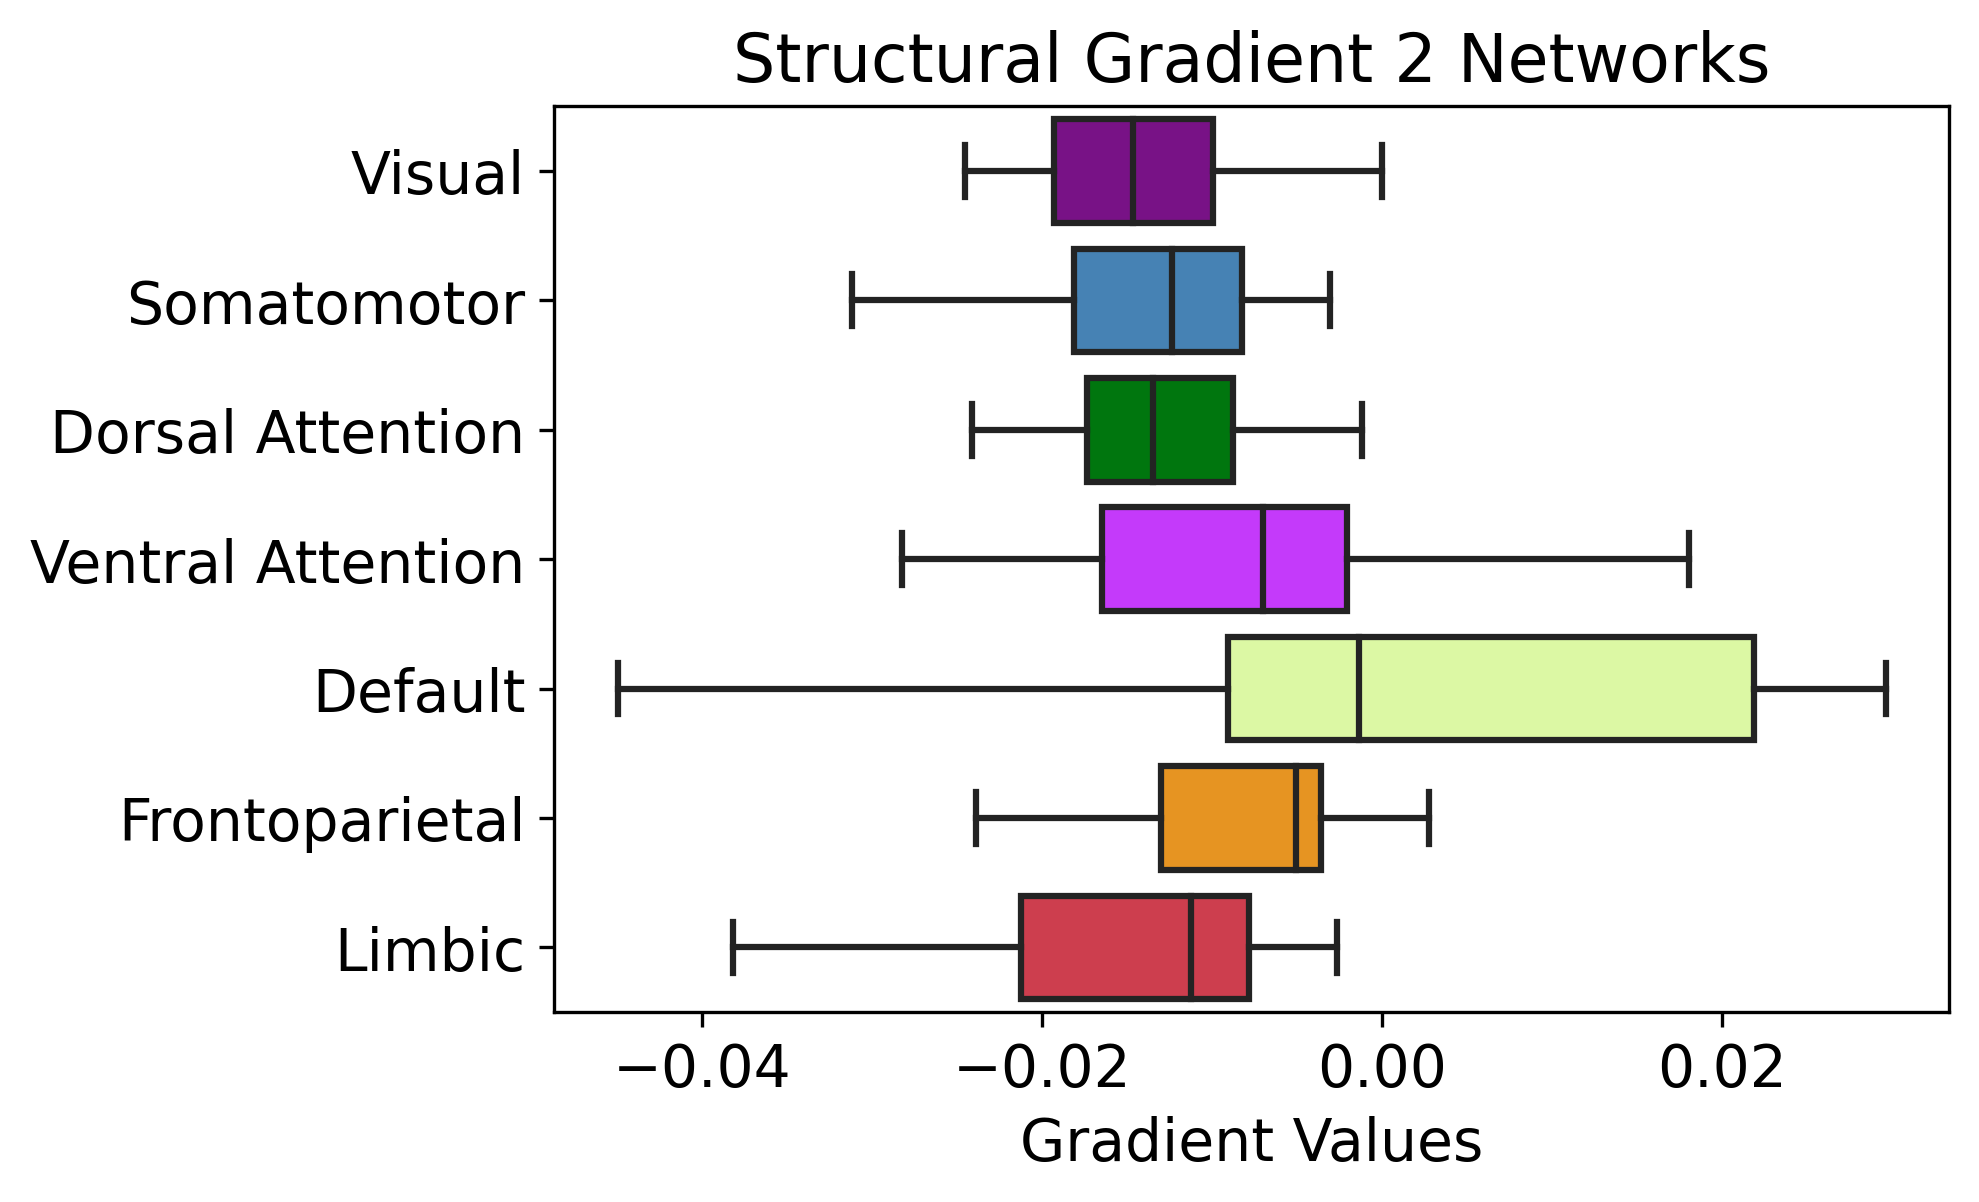 Structural Gradient 2 Networks
Visual
Somatomotor
Dorsal Attention
Ventral Attention
Default
Frontoparietal
Limbic
−0.04 −0.02 0.00 0.02
Gradient Values